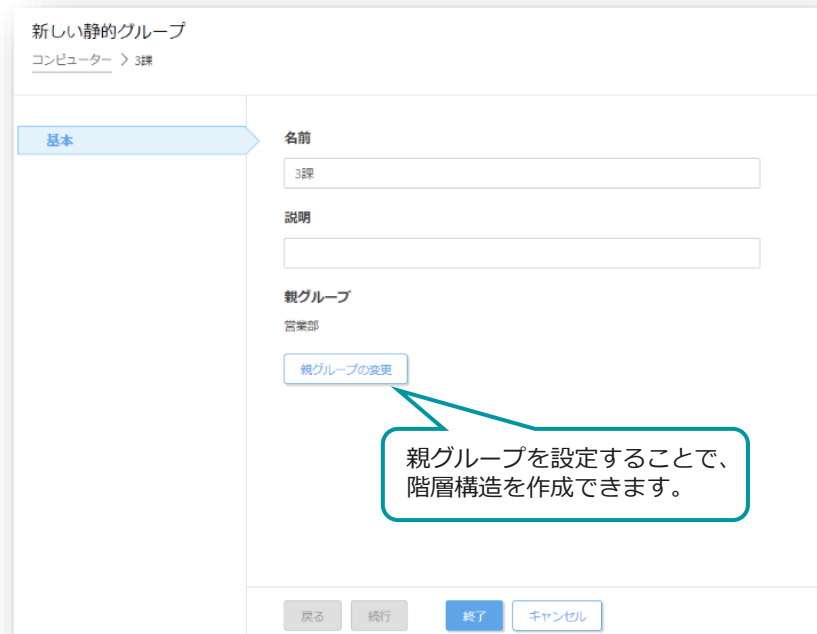 新しい静的グループ
コンピューター > 3課
基本
名前
3課
説明
親グループ
営業部
親グループの変更
親グループを設定することで、
階層構造を作成できます。
戻る 続行 終了 キャンセル